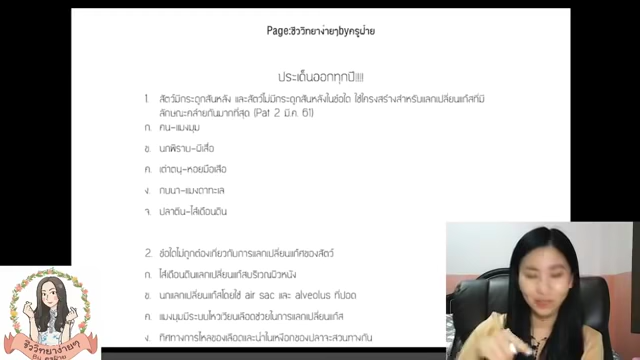 Page:ชีววิทยาง่ายๆbyครูฝ้าย
ประเด็นออกทุกปี!!!!
1. สัตว์มีกระดูกสันหลัง และสัตว์ไม่มีกระดูกสันหลังในข้อใด ใช้โครงสร้างสำหรับแลกเปลี่ยนแก๊สที่มี
ลักษณะคล้ายกันมากที่สุด (Pat 2 มี.ค. 61)
ก. คน-แมงมุม
ข. นกพิราบ-ผีเสื้อ
ค. เต่าตนุ-หอยมือเสือ
ง. กบนา-แมงดาทะเล
จ. ปลาตีน-ไส้เดือนดิน
2. ข้อใดไม่ถูกต้องเกี่ยวกับการแลกเปลี่ยนแก๊สของสัตว์
ก. ไส้เดือนดินแลกเปลี่ยนแก๊สบริเวณผิวหนัง
ข. นกแลกเปลี่ยนแก๊สโดยใช้ air sac และ alveolus ที่ปอด
ค. แมงมุมมีระบบไหลเวียนเลือดช่วยในการแลกเปลี่ยนแก๊ส
ง. ทิศทางการไหลของเลือดและน้ำในเหงือกของปลาจะสวนทางกัน
ชีววิทยาง่ายๆ
by ครูฝ้าย